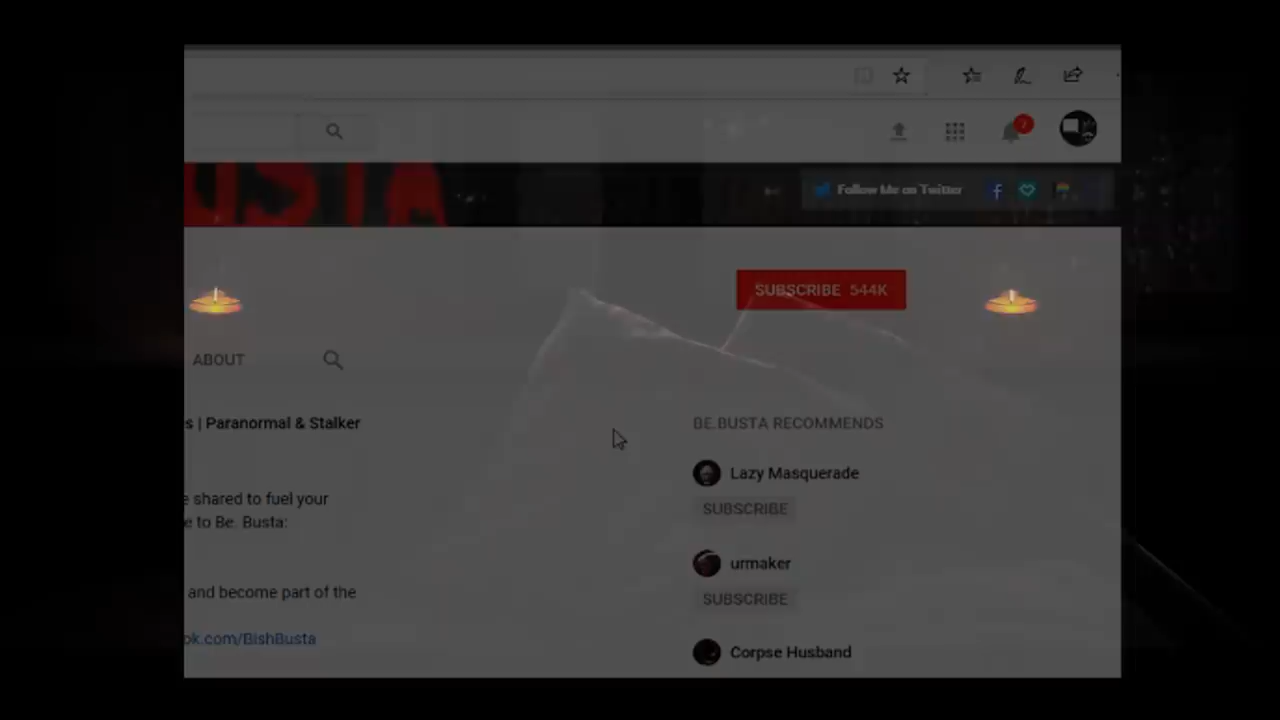 USTA
Follow Me on Twitter
SUBSCRIBE 544K
ABOUT
s | Paranormal & Stalker
BE.BUSTA RECOMMENDS
Lazy Masquerade
e shared to fuel your
SUBSCRIBE
e to Be. Busta:
urmaker
and become part of the
SUBSCRIBE
ok.com/BishBusta
Corpse Husband